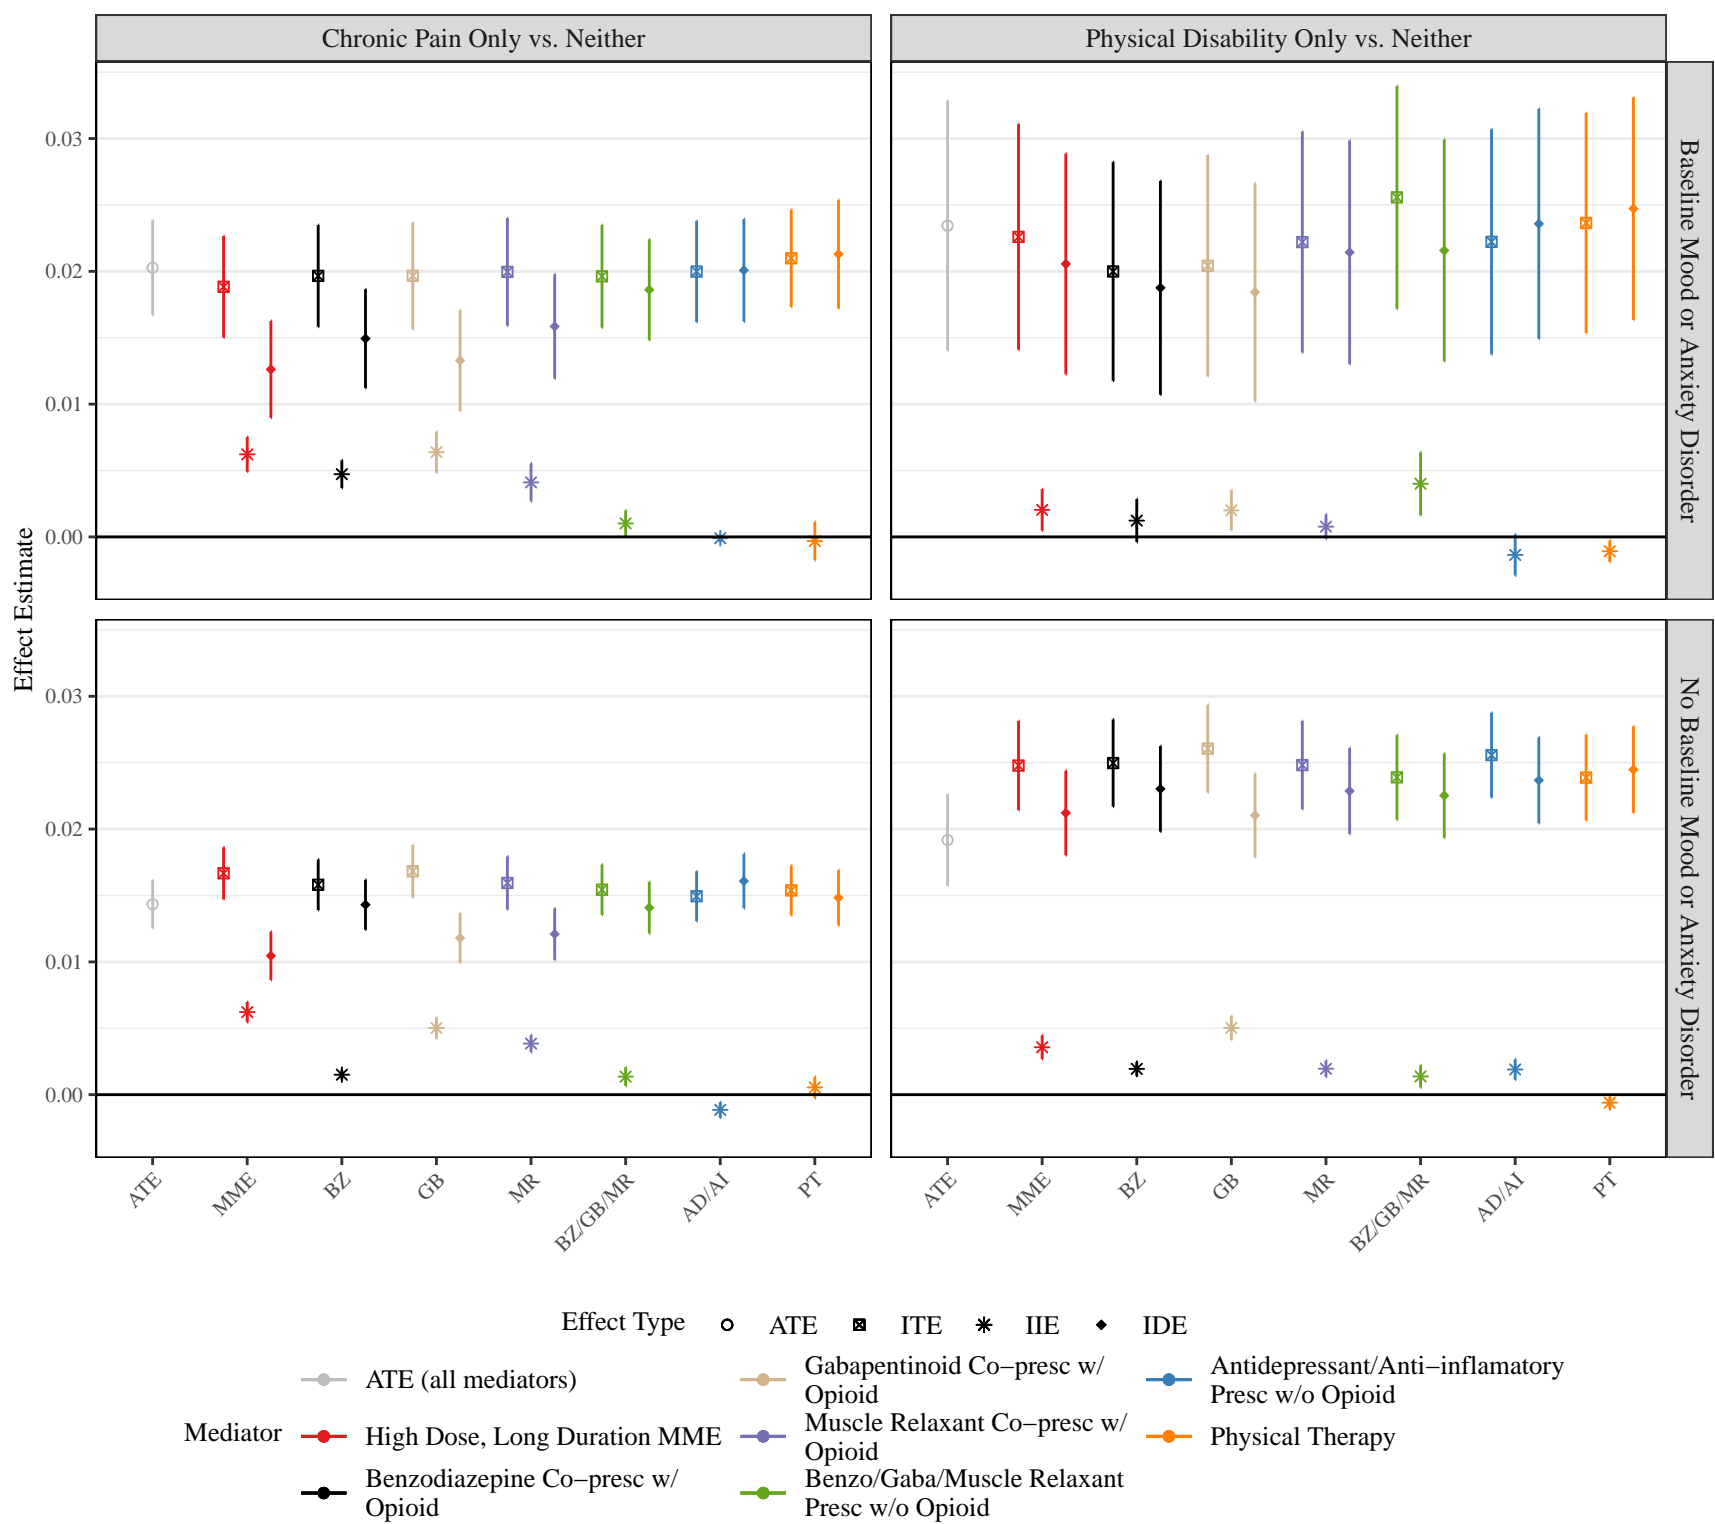 Chronic Pain Only vs. Neither
Physical Disability Only vs. Neither
Effect Estimate
0.03
0.02
0.01
0.00
Baseline Mood or Anxiety Disorder
0.03
0.02
0.01
0.00
No Baseline Mood or Anxiety Disorder
ATE
MME
BZ
GB
MR
BZ/GB/MR
AD/AI
PT
ATE
MME
BZ
GB
MR
BZ/GB/MR
AD/AI
PT
Effect Type ATE ITE IIE IDE
Mediator
ATE (all mediators)
High Dose, Long Duration MME
Benzodiazepine Co−presc w/
Opioid
Gabapentinoid Co−presc w/
Opioid
Muscle Relaxant Co−presc w/
Opioid
Benzo/Gaba/Muscle Relaxant
Presc w/o Opioid
Antidepressant/Anti−inflamatory
Presc w/o Opioid
Physical Therapy